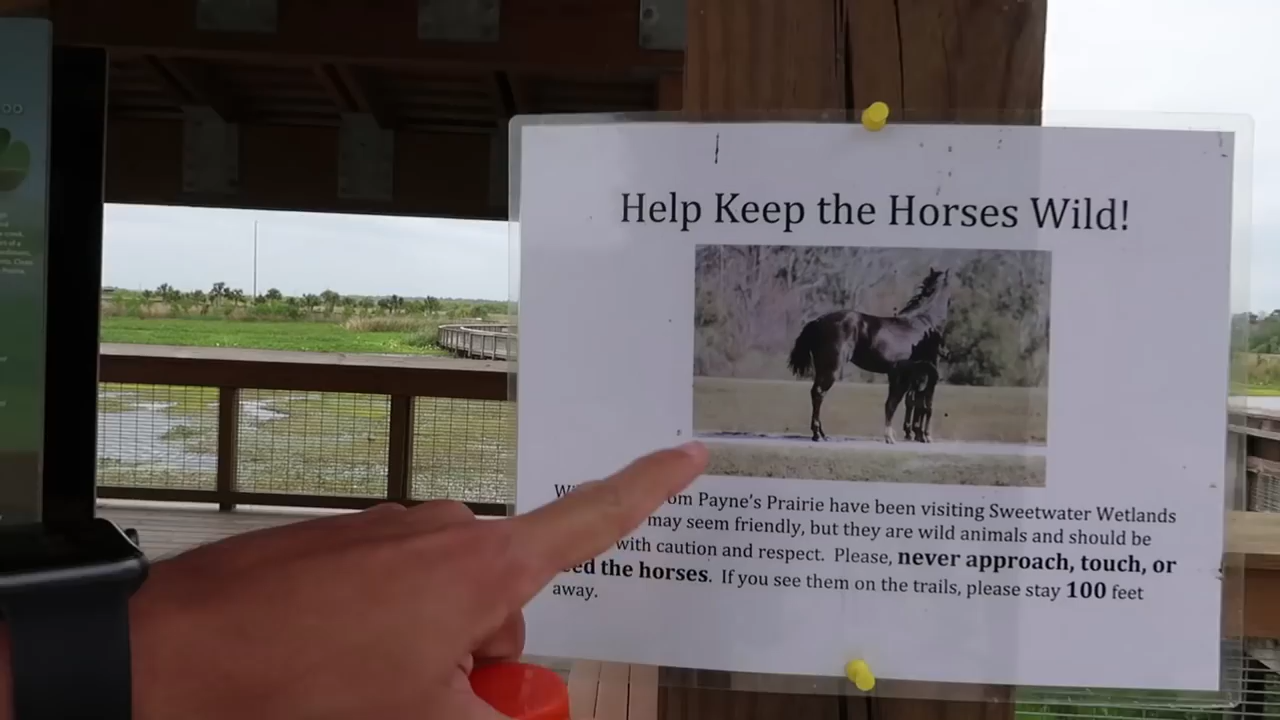 Help Keep the Horses Wild!
om Payne's Prairie have been visiting Sweetwater Wetlands
may seem friendly, but they are wild animals and should be
with caution and respect. Please, never approach, touch, or
the horses. If you see them on the trails, please stay 100 feet
away.